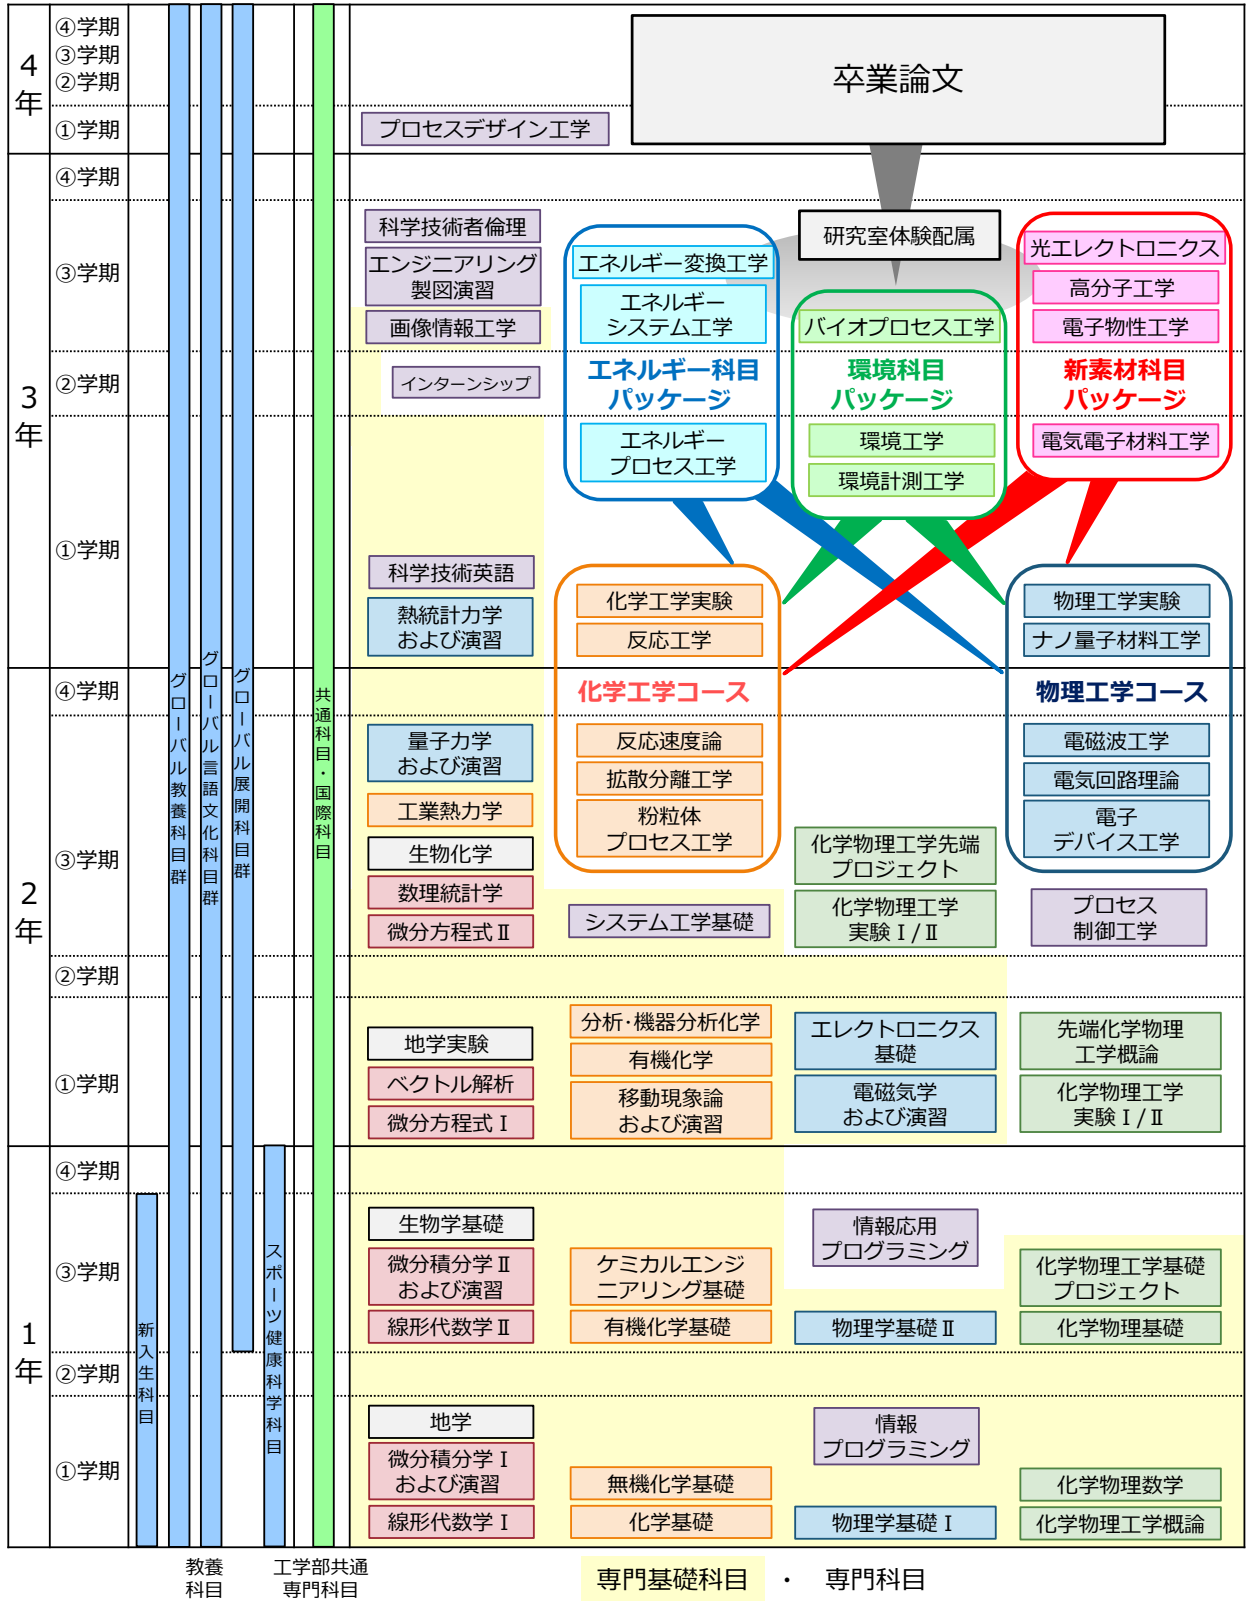 4
年
④学期
③学期
②学期
①学期
卒業論文
プロセスデザイン工学
3
年
④学期
③学期
②学期
①学期
科学技術者倫理
エンジニアリング
製図演習
画像情報工学
インターンシップ
科学技術英語
熱統計力学
および演習
研究室体験配属
エネルギー変換工学
エネルギー
システム工学
エネルギー科目
パッケージ
エネルギー
プロセス工学
バイオプロセス工学
環境科目
パッケージ
環境工学
環境計測工学
光エレクトロニクス
高分子工学
電子物性工学
新素材科目
パッケージ
電気電子材料工学
化学工学実験
反応工学
化学工学コース
反応速度論
拡散分離工学
粉粒体
プロセス工学
物理工学実験
ナノ量子材料工学
物理工学コース
電磁波工学
電気回路理論
電子
デバイス工学
2
年
④学期
③学期
②学期
①学期
量子力学
および演習
工業熱力学
生物化学
数理統計学
微分方程式Ⅱ
システム工学基礎
化学物理工学先端
プロジェクト
化学物理工学
実験Ⅰ/Ⅱ
プロセス
制御工学
地学実験
ベクトル解析
微分方程式Ⅰ
分析・機器分析化学
有機化学
移動現象論
および演習
エレクトロニクス
基礎
電磁気学
および演習
先端化学物理
工学概論
化学物理工学
実験Ⅰ/Ⅱ
1
年
④学期
③学期
②学期
①学期
生物学基礎
微分積分学Ⅱ
および演習
線形代数学Ⅱ
ケミカルエンジ
ニアリング基礎
有機化学基礎
情報応用
プログラミング
物理学基礎Ⅱ
化学物理工学基礎
プロジェクト
化学物理基礎
地学
微分積分学Ⅰ
および演習
線形代数学Ⅰ
無機化学基礎
化学基礎
情報
プログラミング
物理学基礎Ⅰ
化学物理数学
化学物理工学概論
新入生科目
グローバル教養科目群
グローバル言語文化科目群
グローバル展開科目群
スポーツ健康科学科目
共通科目・国際科目
教養
科目
工学部共通
専門科目
専門基礎科目 ・ 専門科目